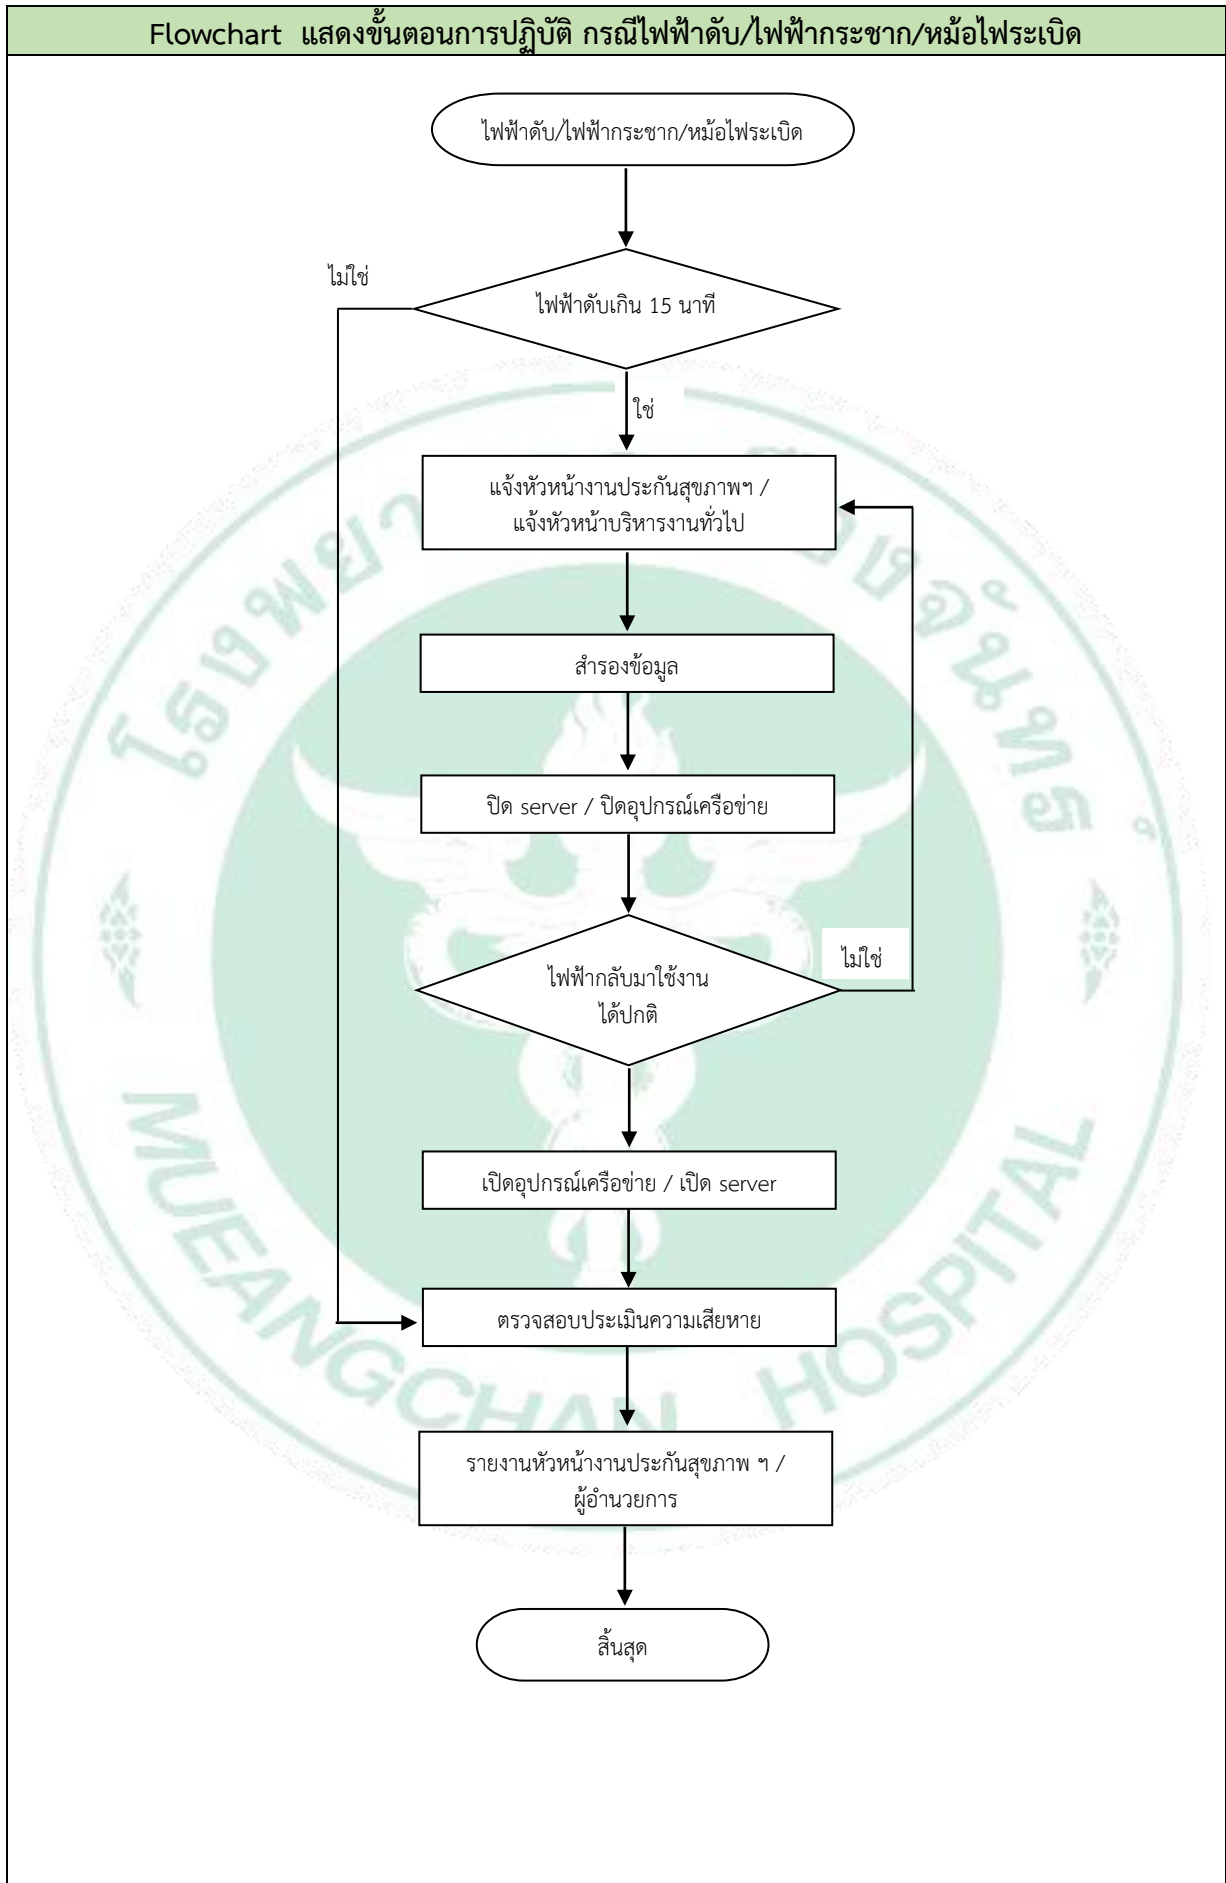 Flowchart แสดงขั้นตอนการปฏิบัติ กรณีไฟฟ้าดับ/ไฟฟ้ากระชาก/หม้อไฟระเบิด
ไฟฟ้าดับ/ไฟฟ้ากระชาก/หม้อไฟระเบิด
ไม่ใช่
ไฟฟ้าดับเกิน 15 นาที
ใช่
แจ้งหัวหน้างานประกันสุขภาพฯ /
แจ้งหัวหน้าบริหารงานทั่วไป
สำรองข้อมูล
ปิด server / ปิดอุปกรณ์เครือข่าย
ไม่ใช่
ไฟฟ้ากลับมาใช้งาน
ได้ปกติ
เปิดอุปกรณ์เครือข่าย / เปิด server
ตรวจสอบประเมินความเสียหาย
รายงานหัวหน้างานประกันสุขภาพ ฯ /
ผู้อำนวยการ
สิ้นสุด
MUEANGCHAN HOSPITAL